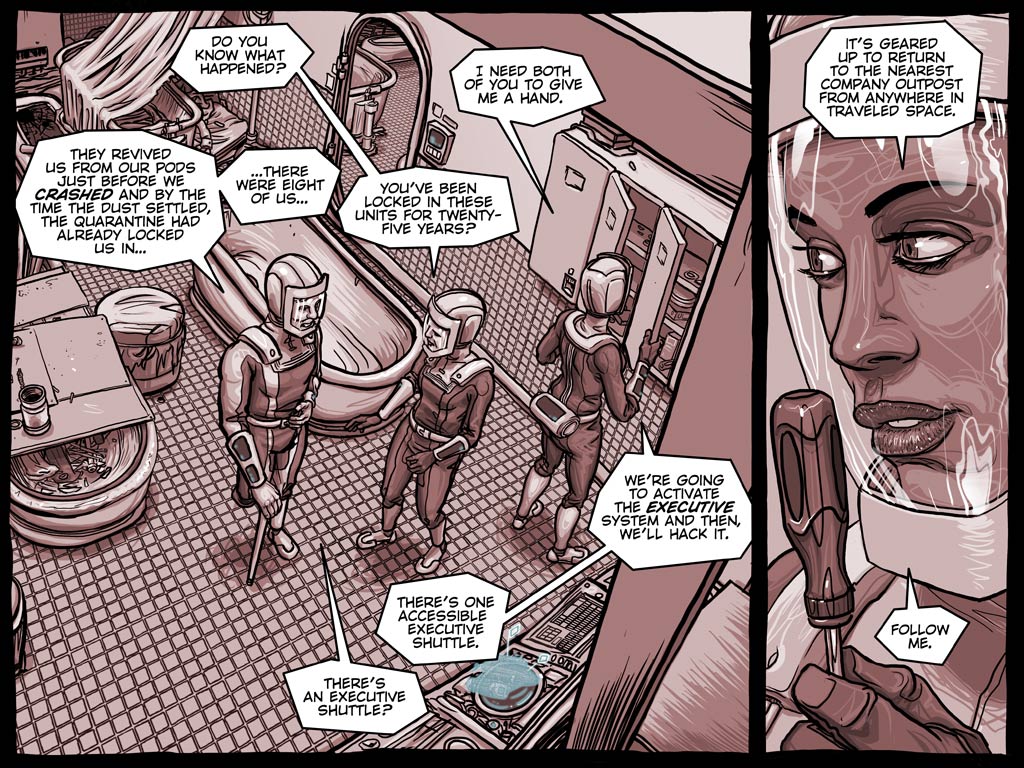 DO YOU
KNOW WHAT
HAPPENED?
YOU'VE BEEN
LOCKED IN THESE
UNITS FOR TWENTY-
FIVE YEARS?
THEY REVIVED
US FROM OUR PODS
JUST BEFORE WE
CRASHED AND BY THE
TIME THE DUST SETTLED,
THE QUARANTINE HAD
ALREADY LOCKED
US IN...
...THERE
WERE EIGHT
OF US...
I NEED BOTH
OF YOU TO GIVE
ME A HAND.
WE'RE GOING
TO ACTIVATE
THE EXECUTIVE
SYSTEM AND THEN,
WE'LL HACK IT.
THERE'S ONE
ACCESSIBLE
EXECUTIVE
SHUTTLE.
THERE'S
AN EXECUTIVE
SHUTTLE?
IT'S GEARED
UP TO RETURN
TO THE NEAREST
COMPANY OUTPOST
FROM ANYWHERE IN
TRAVELED SPACE.
FOLLOW
ME.